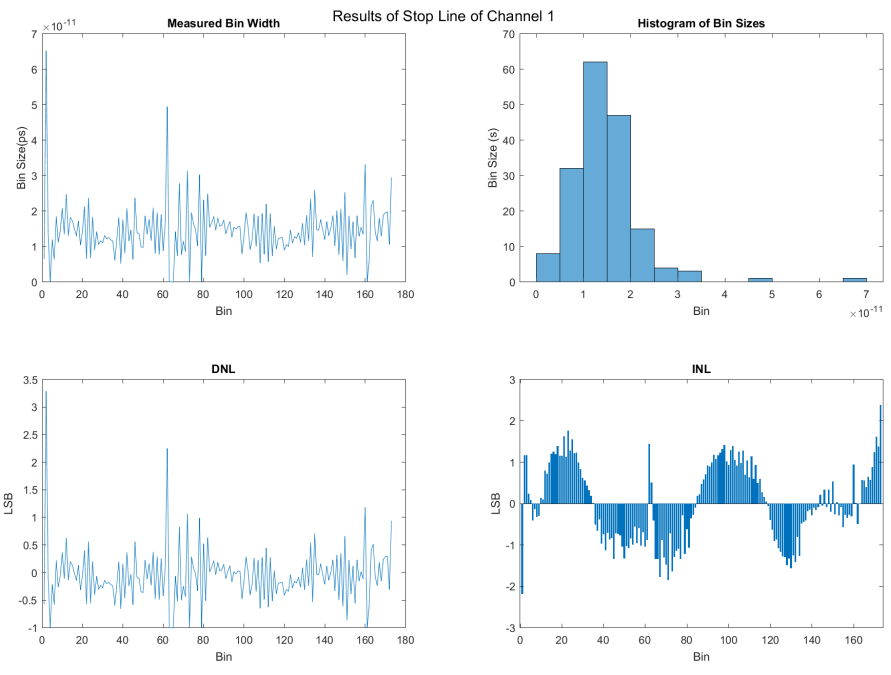 Results of Stop Line of Channel 1
Measured Bin Width
×10-11
7
6
5
4
3
2
1
0
Bin Size(ps)
0 20 40 60 80 100 120 140 160 180
Bin
Histogram of Bin Sizes
70
60
50
40
30
20
10
0
Bin Size (s)
0 1 2 3 4 5 6 7
Bin
×10-11
DNL
3.5
3
2.5
2
1.5
1
0.5
0
-0.5
-1
LSB
0 20 40 60 80 100 120 140 160 180
Bin
INL
3
2
1
0
-1
-2
-3
LSB
0 20 40 60 80 100 120 140 160
Bin